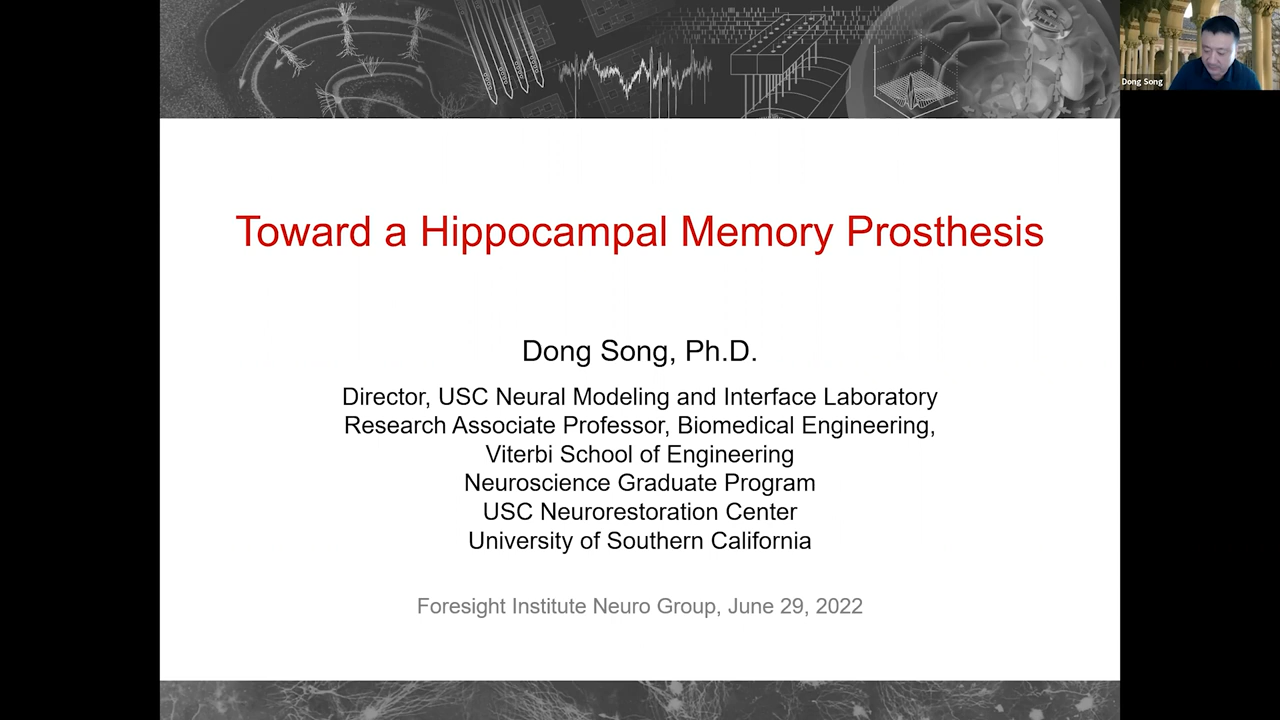 Dong Song
Toward a Hippocampal Memory Prosthesis
Dong Song, Ph.D.
Director, USC Neural Modeling and Interface Laboratory
Research Associate Professor, Biomedical Engineering,
Viterbi School of Engineering
Neuroscience Graduate Program
USC Neurorestoration Center
University of Southern California
Foresight Institute Neuro Group, June 29, 2022